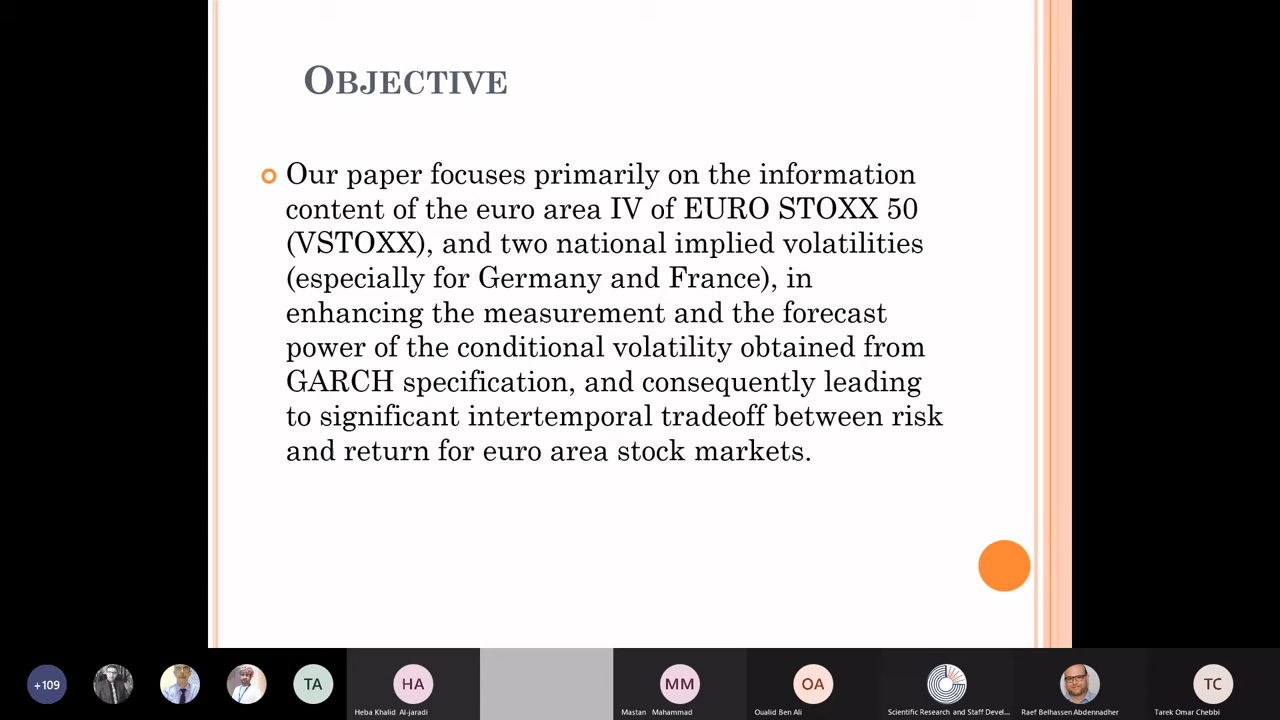 OBJECTIVE
Our paper focuses primarily on the information
content of the euro area IV of EURO STOXX 50
(VSTOXX), and two national implied volatilities
(especially for Germany and France), in
enhancing the measurement and the forecast
power of the conditional volatility obtained from
GARCH specification, and consequently leading
to significant intertemporal tradeoff between risk
and return for euro area stock markets.
+109
TA
HA
MM
OA
TC
Heba Khalid Al-jaradi
Mastan Mahammad
Oualid Ben Ali
Scientific Research and Staff Devel...
Raef Belhassen Abdennadher
Tarek Omar Chebbi